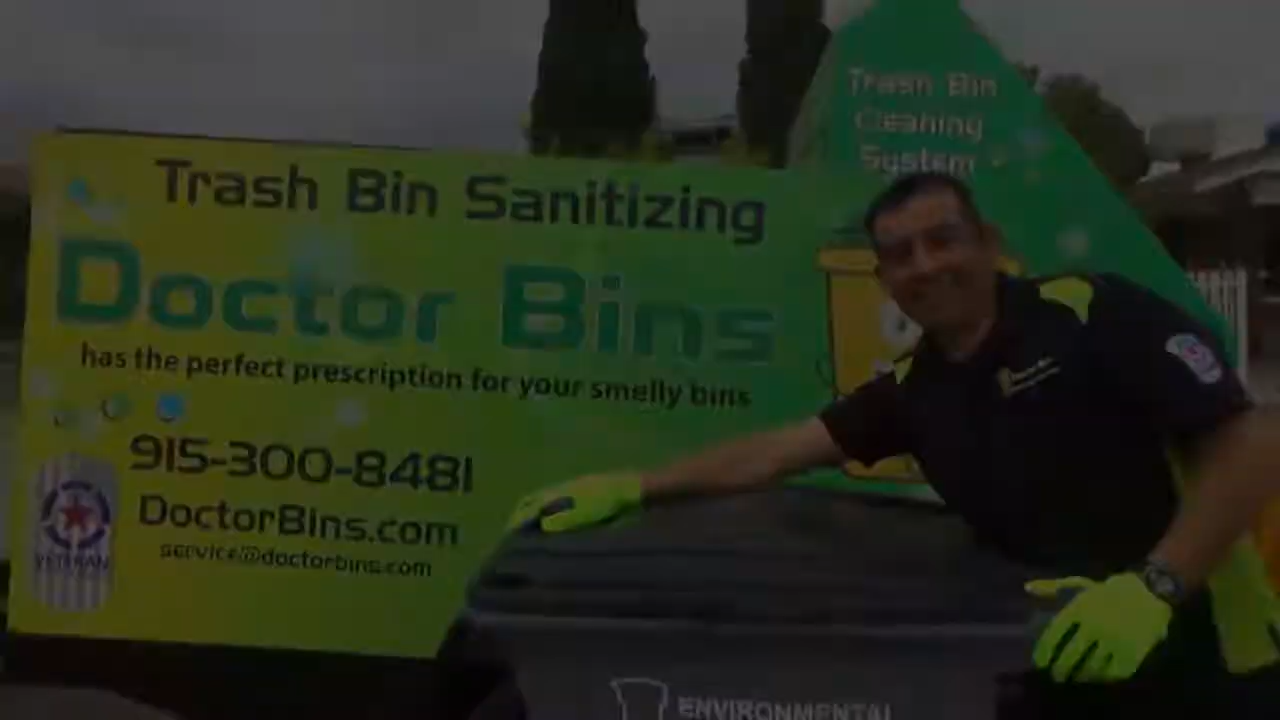 Trash Bin Sanitizing
Doctor Bins
has the perfect prescription for your smelly bins
915-300-8481
DoctorBins.com
service@doctorbins.com
VETERAN
Trash Bin
Cleaning
System
ENVIRONMENTAL